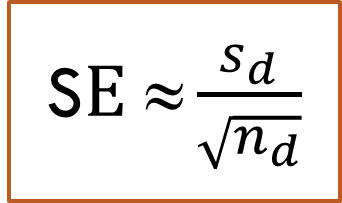 SE ≈ s_d / √n_d